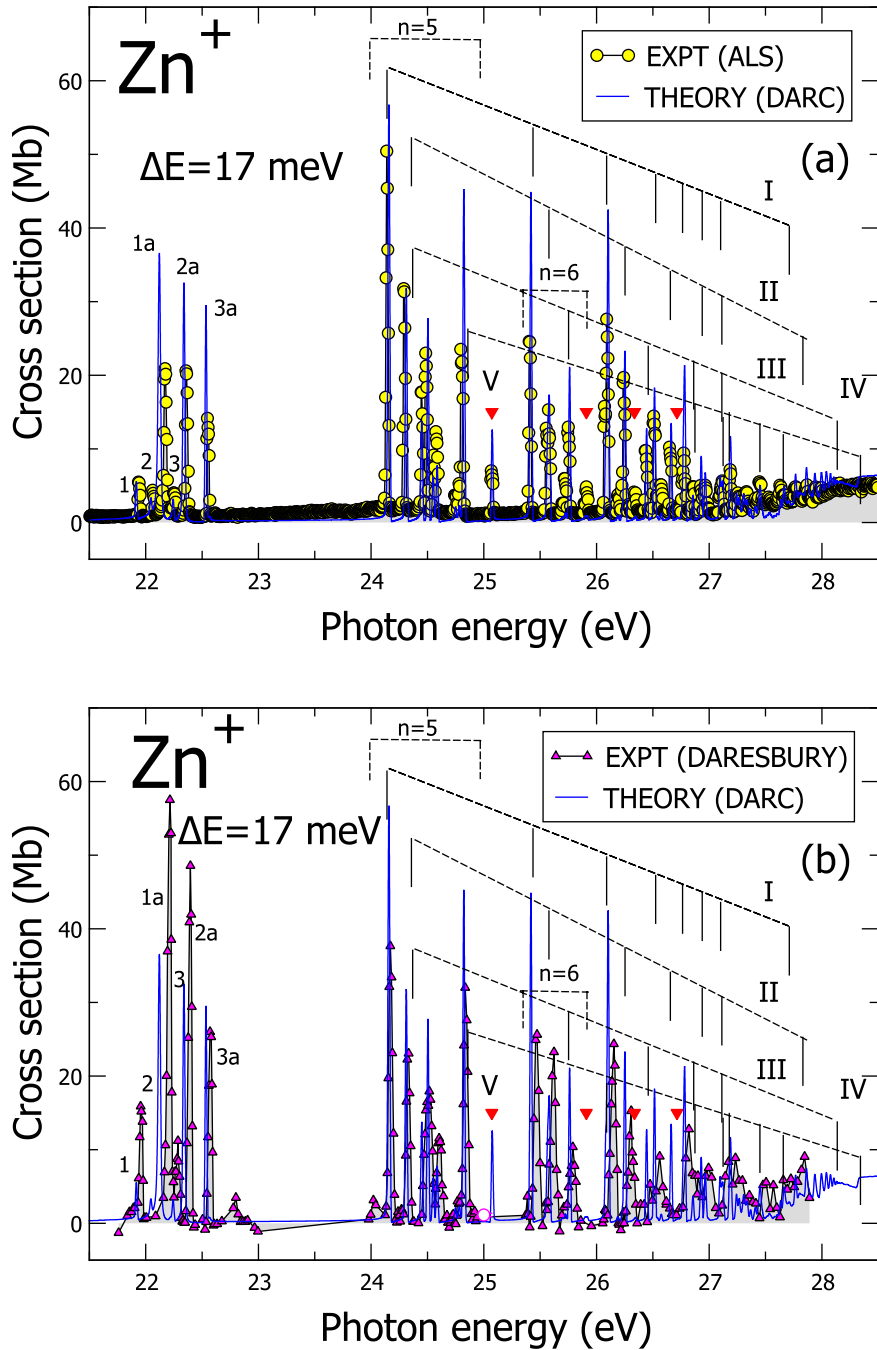 Zn+
n=5
EXPT (ALS)
THEORY (DARC)
(a)
ΔE=17 meV
60
40
20
0
Cross section (Mb)
1a
2a
3a
1
2
3
n=6
I
II
III
IV
V
22
23
24
25
26
27
28
Photon energy (eV)
Zn+
n=5
EXPT (DARESBURY)
THEORY (DARC)
(b)
ΔE=17 meV
60
40
20
0
Cross section (Mb)
1a
2a
3
3a
2
1
n=6
I
II
III
IV
V
22
23
24
25
26
27
28
Photon energy (eV)